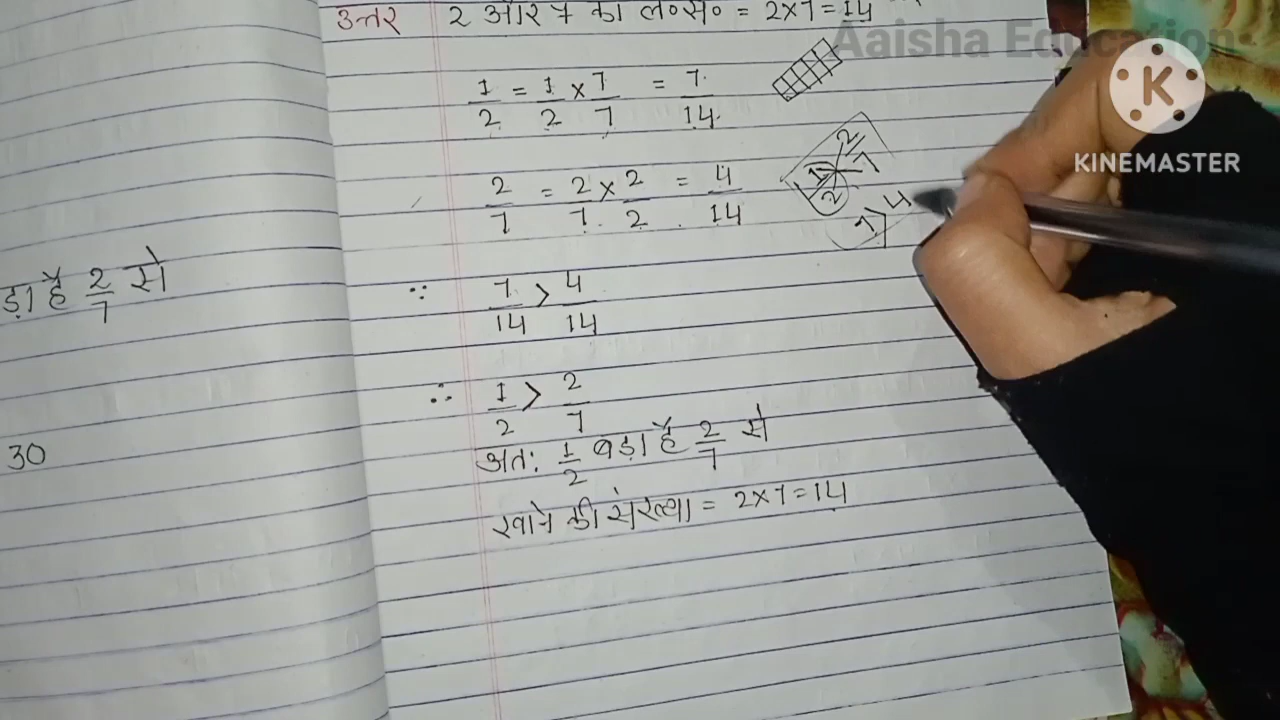 उत्तर 2 और 7 का ल०स० = 2×7=14
Aaisha Education
KINEMASTER
1/2 = 1/2 × 7/7 = 7/14
2/7 = 2/7 × 2/2 = 4/14
∵ 7/14 > 4/14
∴ 1/2 > 2/7
अतः 1/2 बड़ा है 2/7 से
खाने की संख्या = 2×7=14
ड़ा है 2/7 से
30